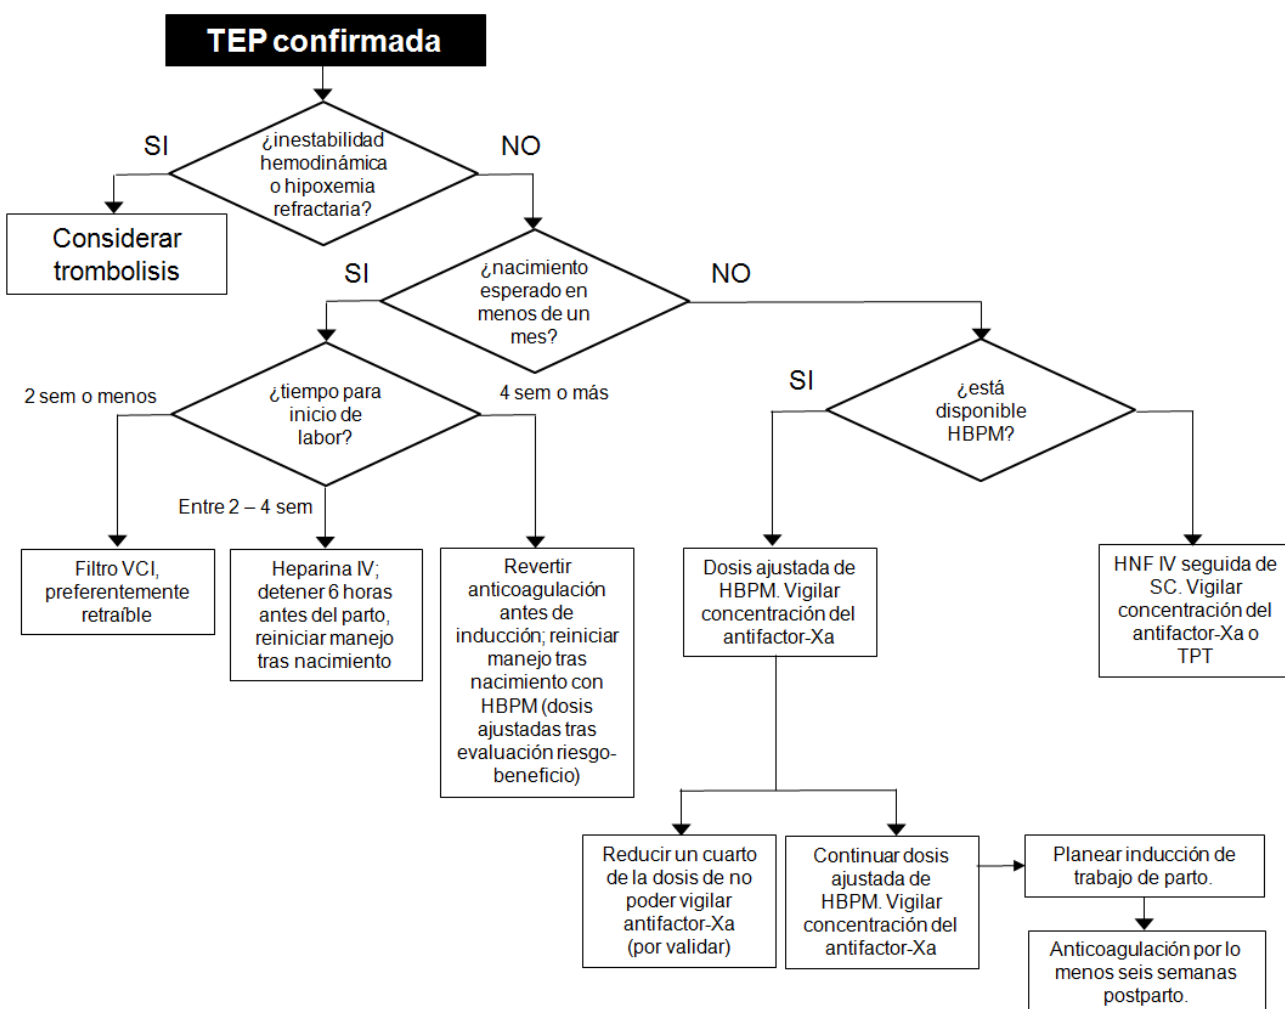 TEP confirmada
SI
¿inestabilidad
hemodinámica
o hipoxemia
refractaria?
NO
Considerar
trombolisis
SI
¿nacimiento
esperado en
menos de un
mes?
NO
2 sem o menos
¿tiempo para
inicio de
labor?
4 sem o más
SI
¿está
disponible
HBPM?
Entre 2 – 4 sem
Filtro VCI,
preferentemente
retraíble
Heparina IV;
detener 6 horas
antes del parto,
reiniciar manejo
tras nacimiento
Revertir
anticoagulación
antes de
inducción; reiniciar
manejo tras
nacimiento con
HBPM (dosis
ajustadas tras
evaluación riesgo-
beneficio)
Dosis ajustada de
HBPM. Vigilar
concentración del
antifactor-Xa
HNF IV seguida de
SC. Vigilar
concentración del
antifactor-Xa o
TPT
Reducir un cuarto
de la dosis de no
poder vigilar
antifactor-Xa
(por validar)
Continuar dosis
ajustada de
HBPM. Vigilar
concentración del
antifactor-Xa
Planear inducción de
trabajo de parto.
Anticoagulación por lo
menos seis semanas
postparto.